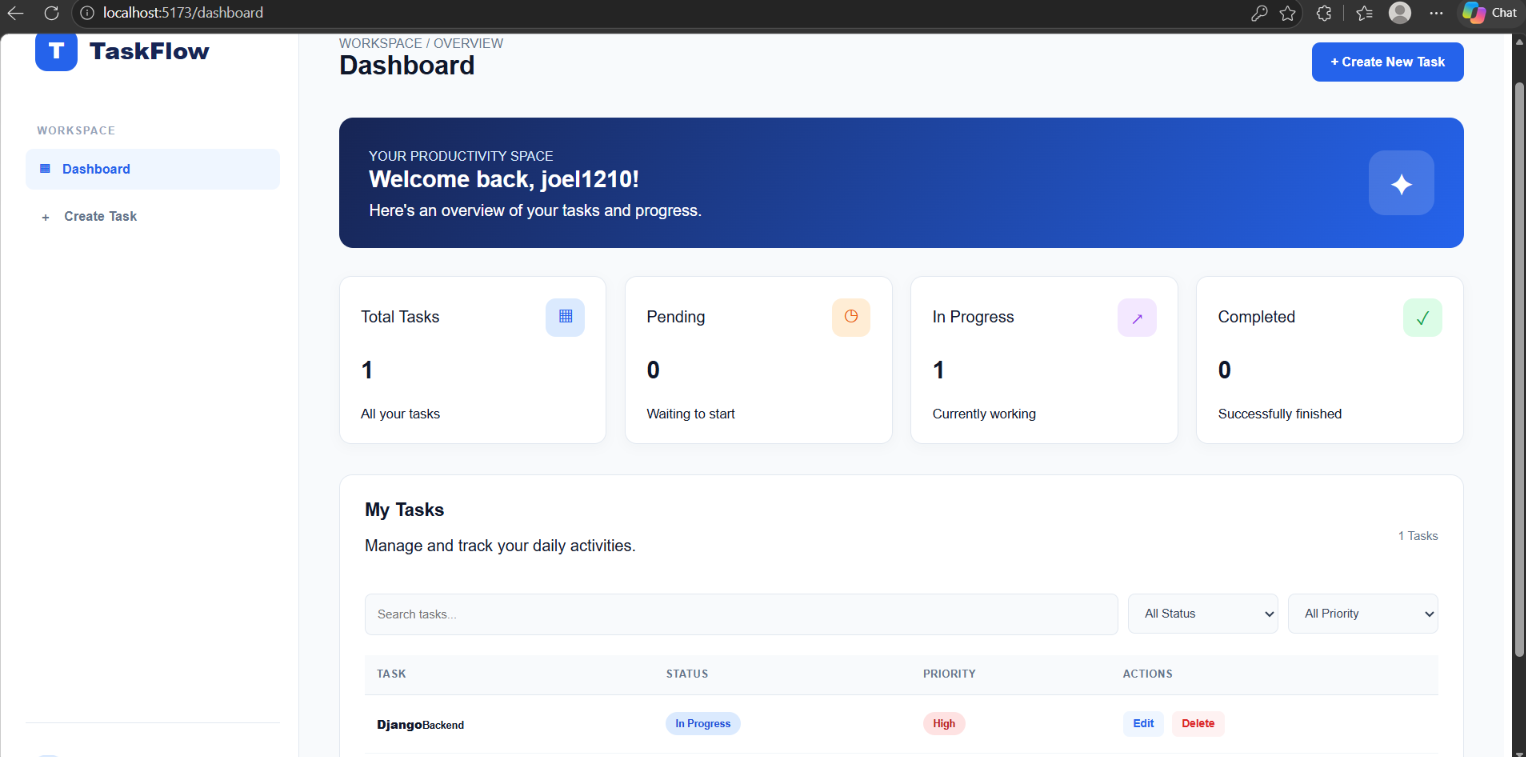 localhost:5173/dashboard
Chat
T TaskFlow
WORKSPACE
Dashboard
+ Create Task
WORKSPACE / OVERVIEW
Dashboard
+ Create New Task
YOUR PRODUCTIVITY SPACE
Welcome back, joel1210!
Here's an overview of your tasks and progress.
Total Tasks
1
All your tasks
Pending
0
Waiting to start
In Progress
1
Currently working
Completed
0
Successfully finished
My Tasks
Manage and track your daily activities.
1 Tasks
Search tasks...
All Status
All Priority
TASK STATUS PRIORITY ACTIONS
DjangoBackend In Progress High Edit Delete